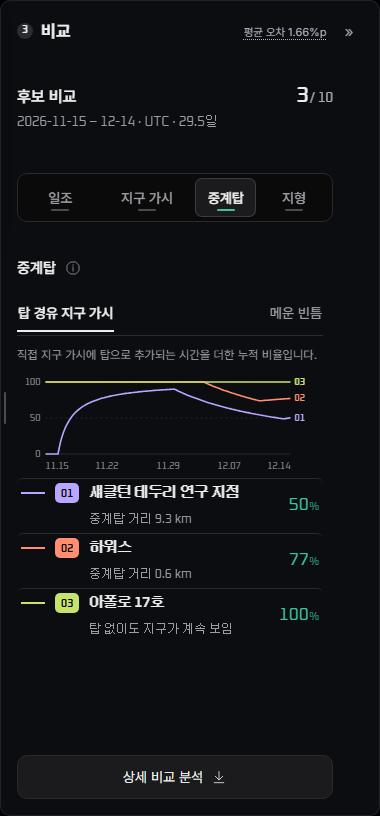 3 비교
평균 오차 1.66%p »
후보 비교
3 / 10
2026-11-15 – 12-14 · UTC · 29.5일
일조 지구 가시 중계탑 지형
중계탑 ⓘ
탑 경유 지구 가시 메운 빈틈
직접 지구 가시에 탑으로 추가되는 시간을 더한 누적 비율입니다.
100
50
0
03
02
01
11.15 11.22 11.29 12.07 12.14
01 섀클턴 테두리 연구 지점
50%
중계탑 거리 9.3 km
02 하워스
77%
중계탑 거리 0.6 km
03 아폴로 17호
100%
탑 없이도 지구가 계속 보임
상세 비교 분석